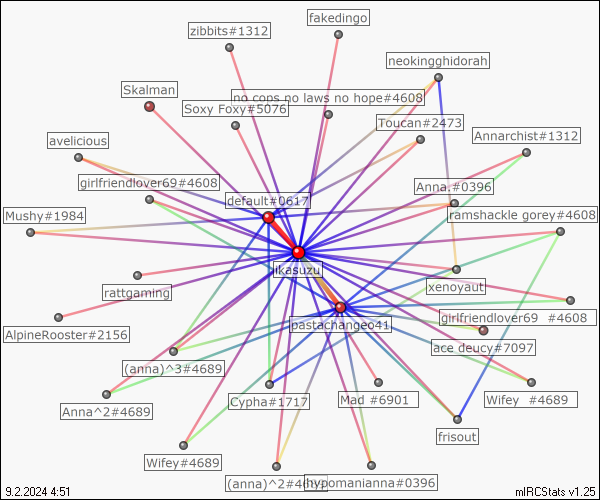 fakedingo
zibbits#1312
neokingghidorah
Skalman
no cops no laws no hope#4608
Soxy Foxy#5076
Toucan#2473
Annarchist#1312
avelicious
girlfriendlover69#4608
Anna.#0396
default#0617
Mushy#1984
ramshackle gorey#4608
jikasuzu
rattgaming
xenoyaut
girlfriendlover69 #4608
pastachangeo41
AlpineRooster#2156
ace deucy#7097
(anna)^3#4689
Cypha#1717
Mad #6901
Wifey #4689
Anna^2#4689
frisout
Wifey#4689
(anna)^2#4689
hypomanianna#0396
9.2.2024 4:51
mIRCStats v1.25